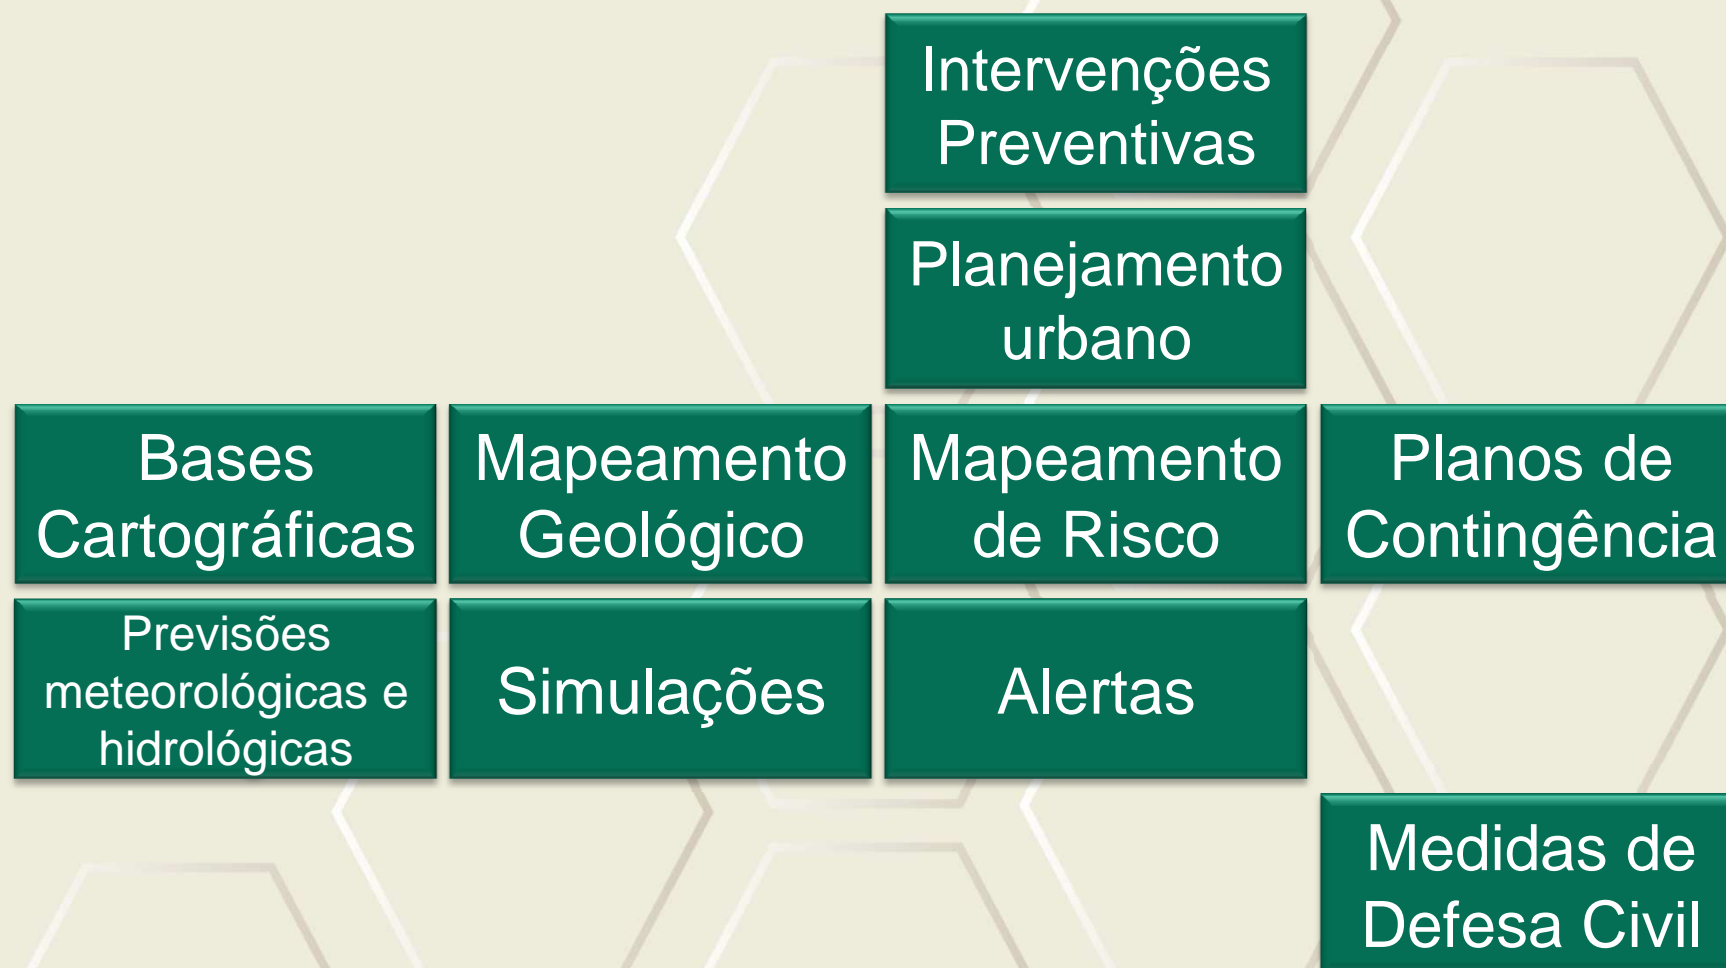 Intervenções
Preventivas
Planejamento
urbano
Bases
Cartográficas
Mapeamento
Geológico
Mapeamento
de Risco
Planos de
Contingência
Previsões
meteorológicas e
hidrológicas
Simulações
Alertas
Medidas de
Defesa Civil